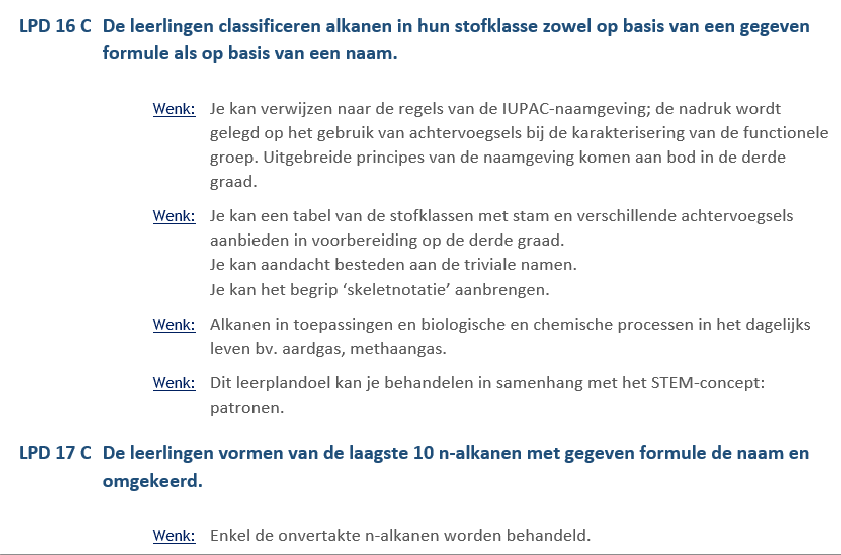 LPD 16 C De leerlingen classificeren alkanen in hun stofklasse zowel op basis van een gegeven
formule als op basis van een naam.
Wenk: Je kan verwijzen naar de regels van de IUPAC-naamgeving; de nadruk wordt
gelegd op het gebruik van achtervoegsels bij de karakterisering van de functionele
groep. Uitgebreide principes van de naamgeving komen aan bod in de derde
graad.
Wenk: Je kan een tabel van de stofklassen met stam en verschillende achtervoegsels
aanbieden in voorbereiding op de derde graad.
Je kan aandacht besteden aan de triviale namen.
Je kan het begrip ‘skeletnotatie’ aanbrengen.
Wenk: Alkanen in toepassingen en biologische en chemische processen in het dagelijks
leven bv. aardgas, methaangas.
Wenk: Dit leerplandoel kan je behandelen in samenhang met het STEM-concept:
patronen.
LPD 17 C De leerlingen vormen van de laagste 10 n-alkanen met gegeven formule de naam en
omgekeerd.
Wenk: Enkel de onvertakte n-alkanen worden behandeld.